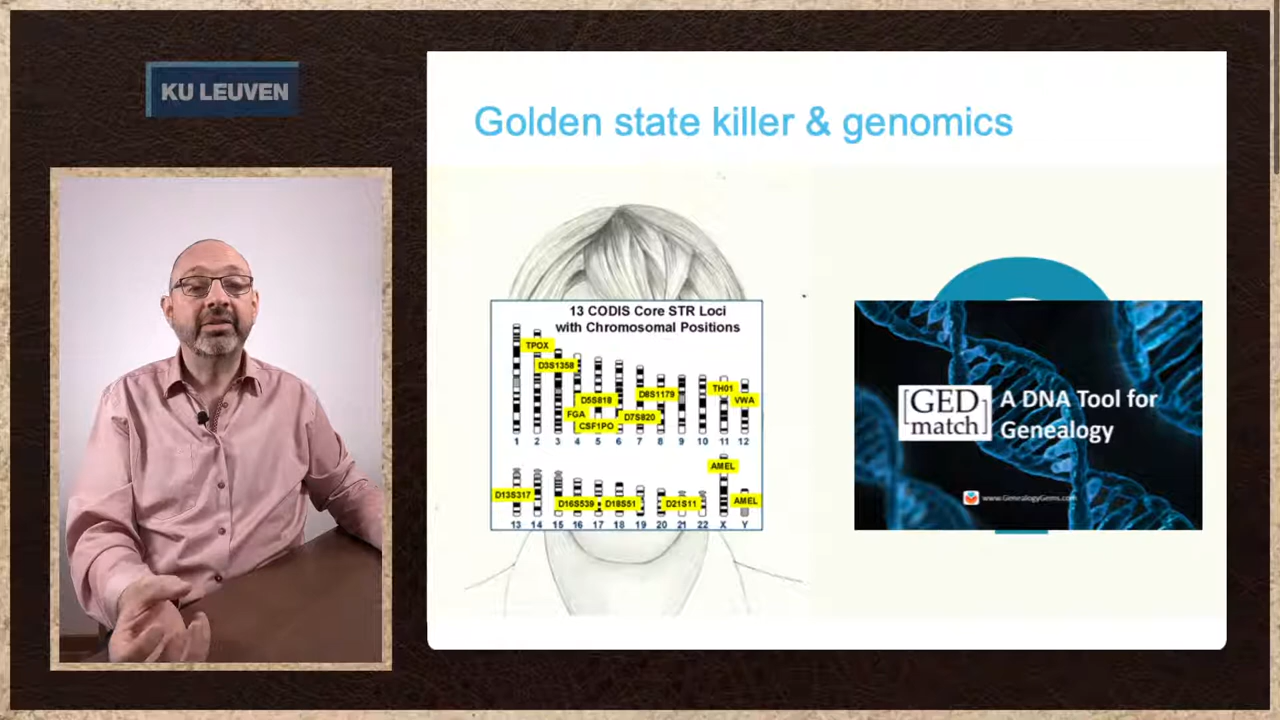 KU LEUVEN
Golden state killer & genomics
13 CODIS Core STR Loci
with Chromosomal Positions
TPOX
D3S1358
D5S818
FGA
CSF1PO
D7S820
D8S1179
TH01
VWA
1 2 3 4 5 6 7 8 9 10 11 12
AMEL
D13S317
D16S539
D18S51
D21S11
AMEL
13 14 15 16 17 18 19 20 21 22 X Y
GED
match
A DNA Tool for
Genealogy
www.GenealogyGems.com